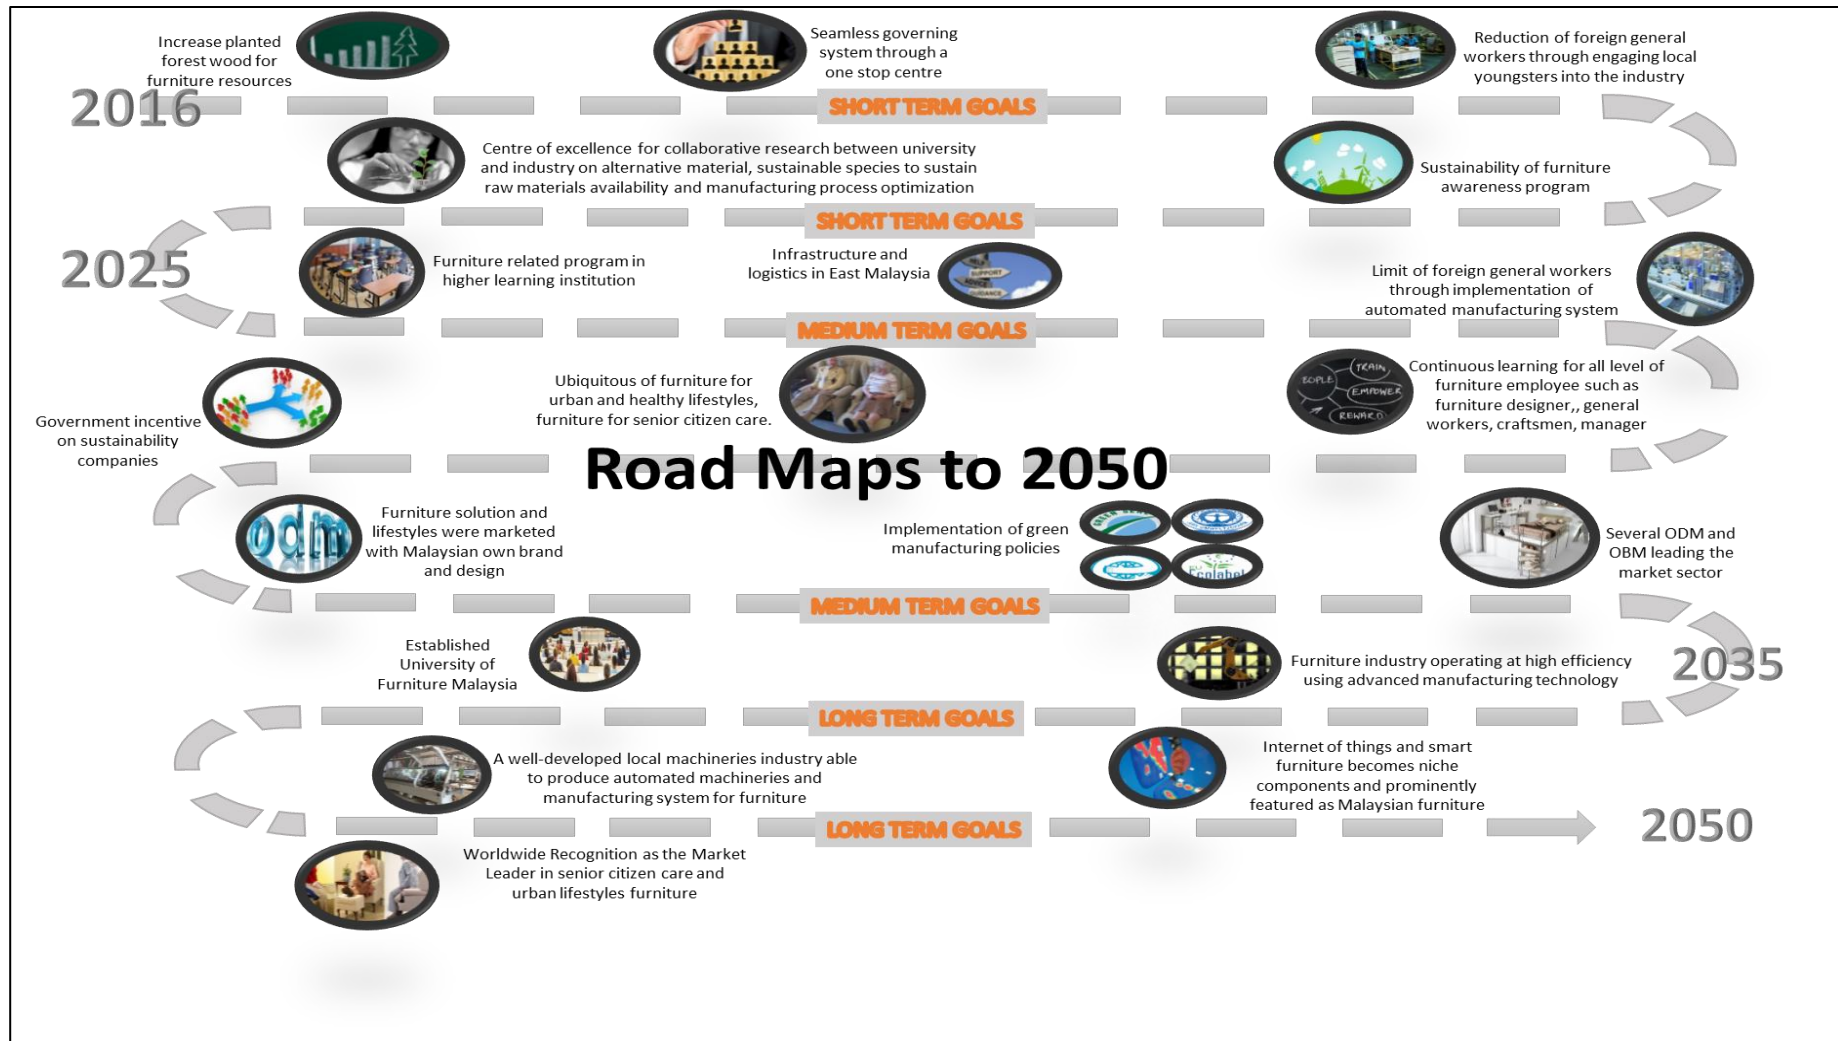 Increase planted
forest wood for
furniture resources
Seamless governing
system through a
one stop centre
Reduction of foreign general
workers through engaging local
youngsters into the industry
2016
SHORT TERM GOALS
Centre of excellence for collaborative research between university
and industry on alternative material, sustainable species to sustain
raw materials availability and manufacturing process optimization
Sustainability of furniture
awareness program
SHORT TERM GOALS
2025
Furniture related program in
higher learning institution
Infrastructure and
logistics in East Malaysia
SUPPORT
ADVICE
GUIDANCE
Limit of foreign general workers
through implementation of
automated manufacturing system
MEDIUM TERM GOALS
Government incentive
on sustainability
companies
Ubiquitous of furniture for
urban and healthy lifestyles,
furniture for senior citizen care.
EOPLE
TRAIN
EMPOWER
REWARD
Continuous learning for all level of
furniture employee such as
furniture designer,, general
workers, craftsmen, manager
Road Maps to 2050
odm
Furniture solution and
lifestyles were marketed
with Malaysian own brand
and design
Implementation of green
manufacturing policies
Ecolabel
Several ODM and
OBM leading the
market sector
MEDIUM TERM GOALS
Established
University of
Furniture Malaysia
Furniture industry operating at high efficiency
using advanced manufacturing technology
2035
LONG TERM GOALS
A well-developed local machineries industry able
to produce automated machineries and
manufacturing system for furniture
Internet of things and smart
furniture becomes niche
components and prominently
featured as Malaysian furniture
LONG TERM GOALS
2050
Worldwide Recognition as the Market
Leader in senior citizen care and
urban lifestyles furniture